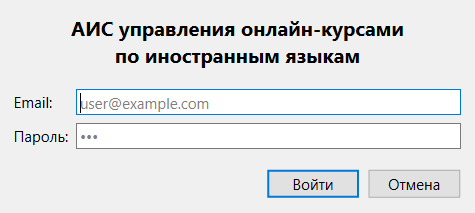 АИС управления онлайн-курсами
по иностранным языкам
Email: user@example.com
Пароль: •••
Войти Отмена